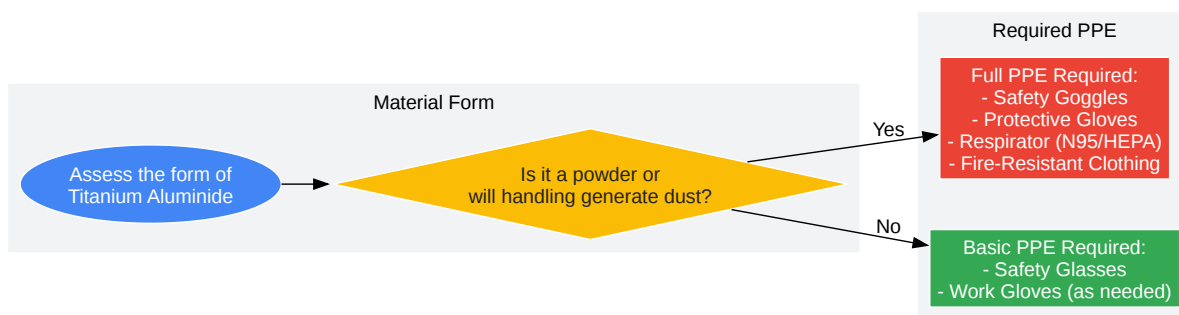 Material Form
Assess the form of
Titanium Aluminide
Is it a powder or
will handling generate dust?
Yes
No
Required PPE
Full PPE Required:
- Safety Goggles
- Protective Gloves
- Respirator (N95/HEPA)
- Fire-Resistant Clothing
Basic PPE Required:
- Safety Glasses
- Work Gloves (as needed)